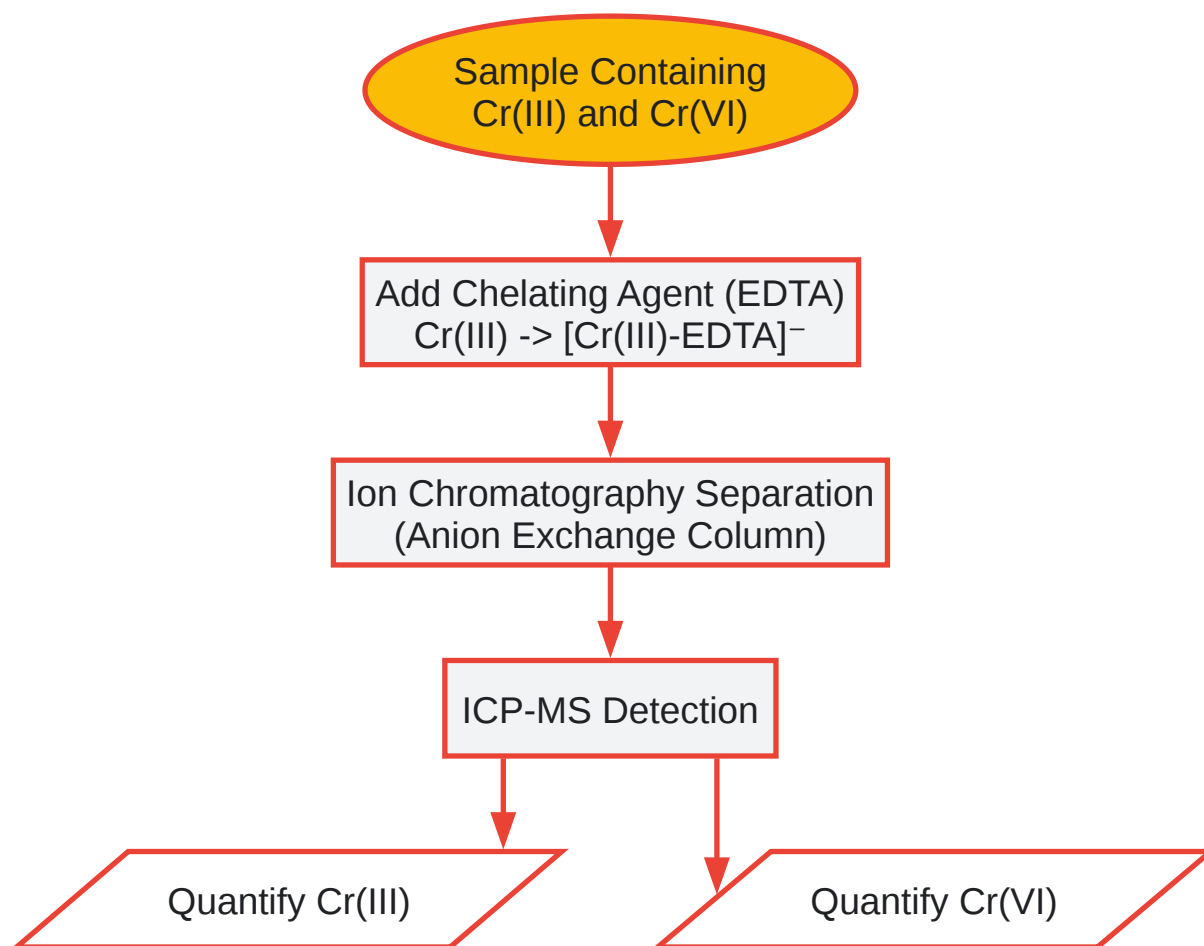 Sample Containing
Cr(III) and Cr(VI)
Add Chelating Agent (EDTA)
Cr(III) -> [Cr(III)-EDTA]⁻
Ion Chromatography Separation
(Anion Exchange Column)
ICP-MS Detection
Quantify Cr(III)
Quantify Cr(VI)